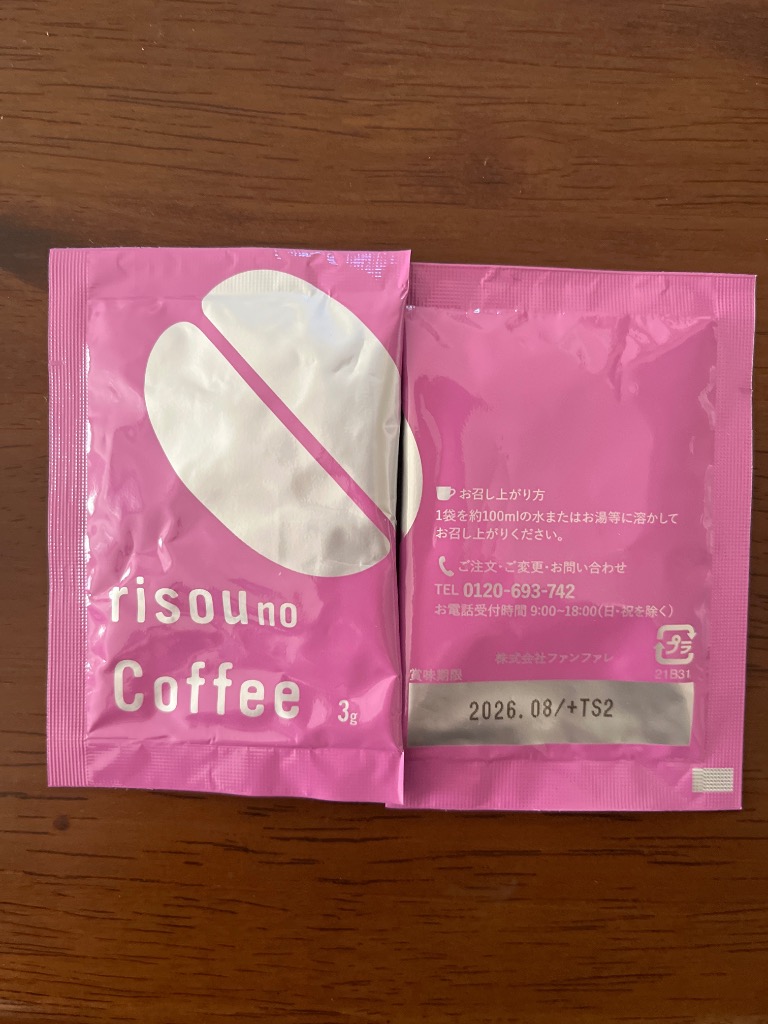 risou no
Coffee 3g
お召し上がり方
1袋を約100mlの水またはお湯等に溶かして
お召し上がりください。
ご注文・ご変更・お問い合わせ
TEL 0120-693-742
お電話受付時間 9:00~18:00(日・祝を除く)
プラ
株式会社ファンファレ
21B31
賞味期限
2026.08/+TS2